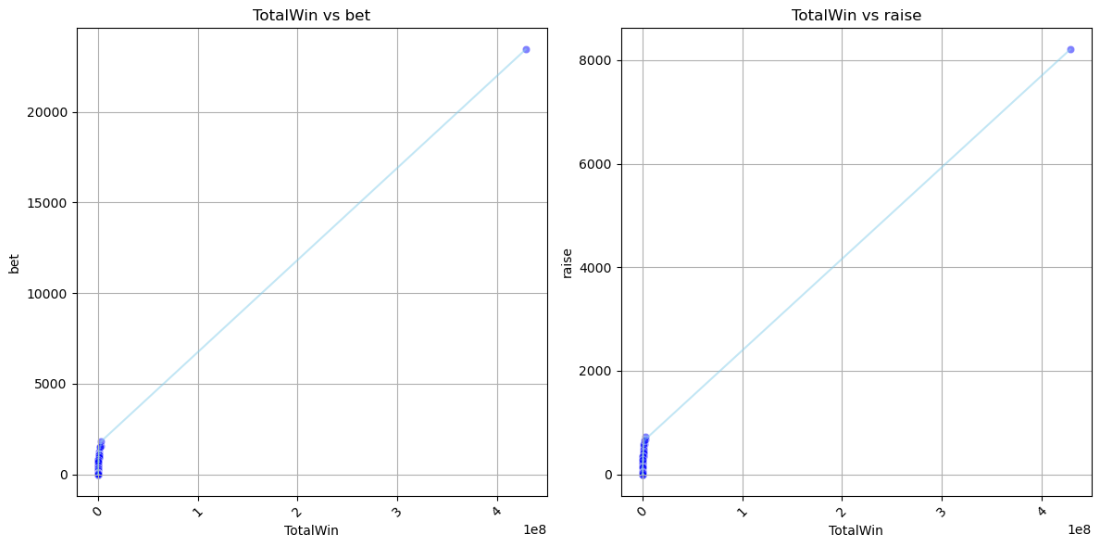 TotalWin vs bet
bet
20000
15000
10000
5000
0
0 1 2 3 4
1e8
TotalWin
TotalWin vs raise
raise
8000
6000
4000
2000
0
0 1 2 3 4
1e8
TotalWin